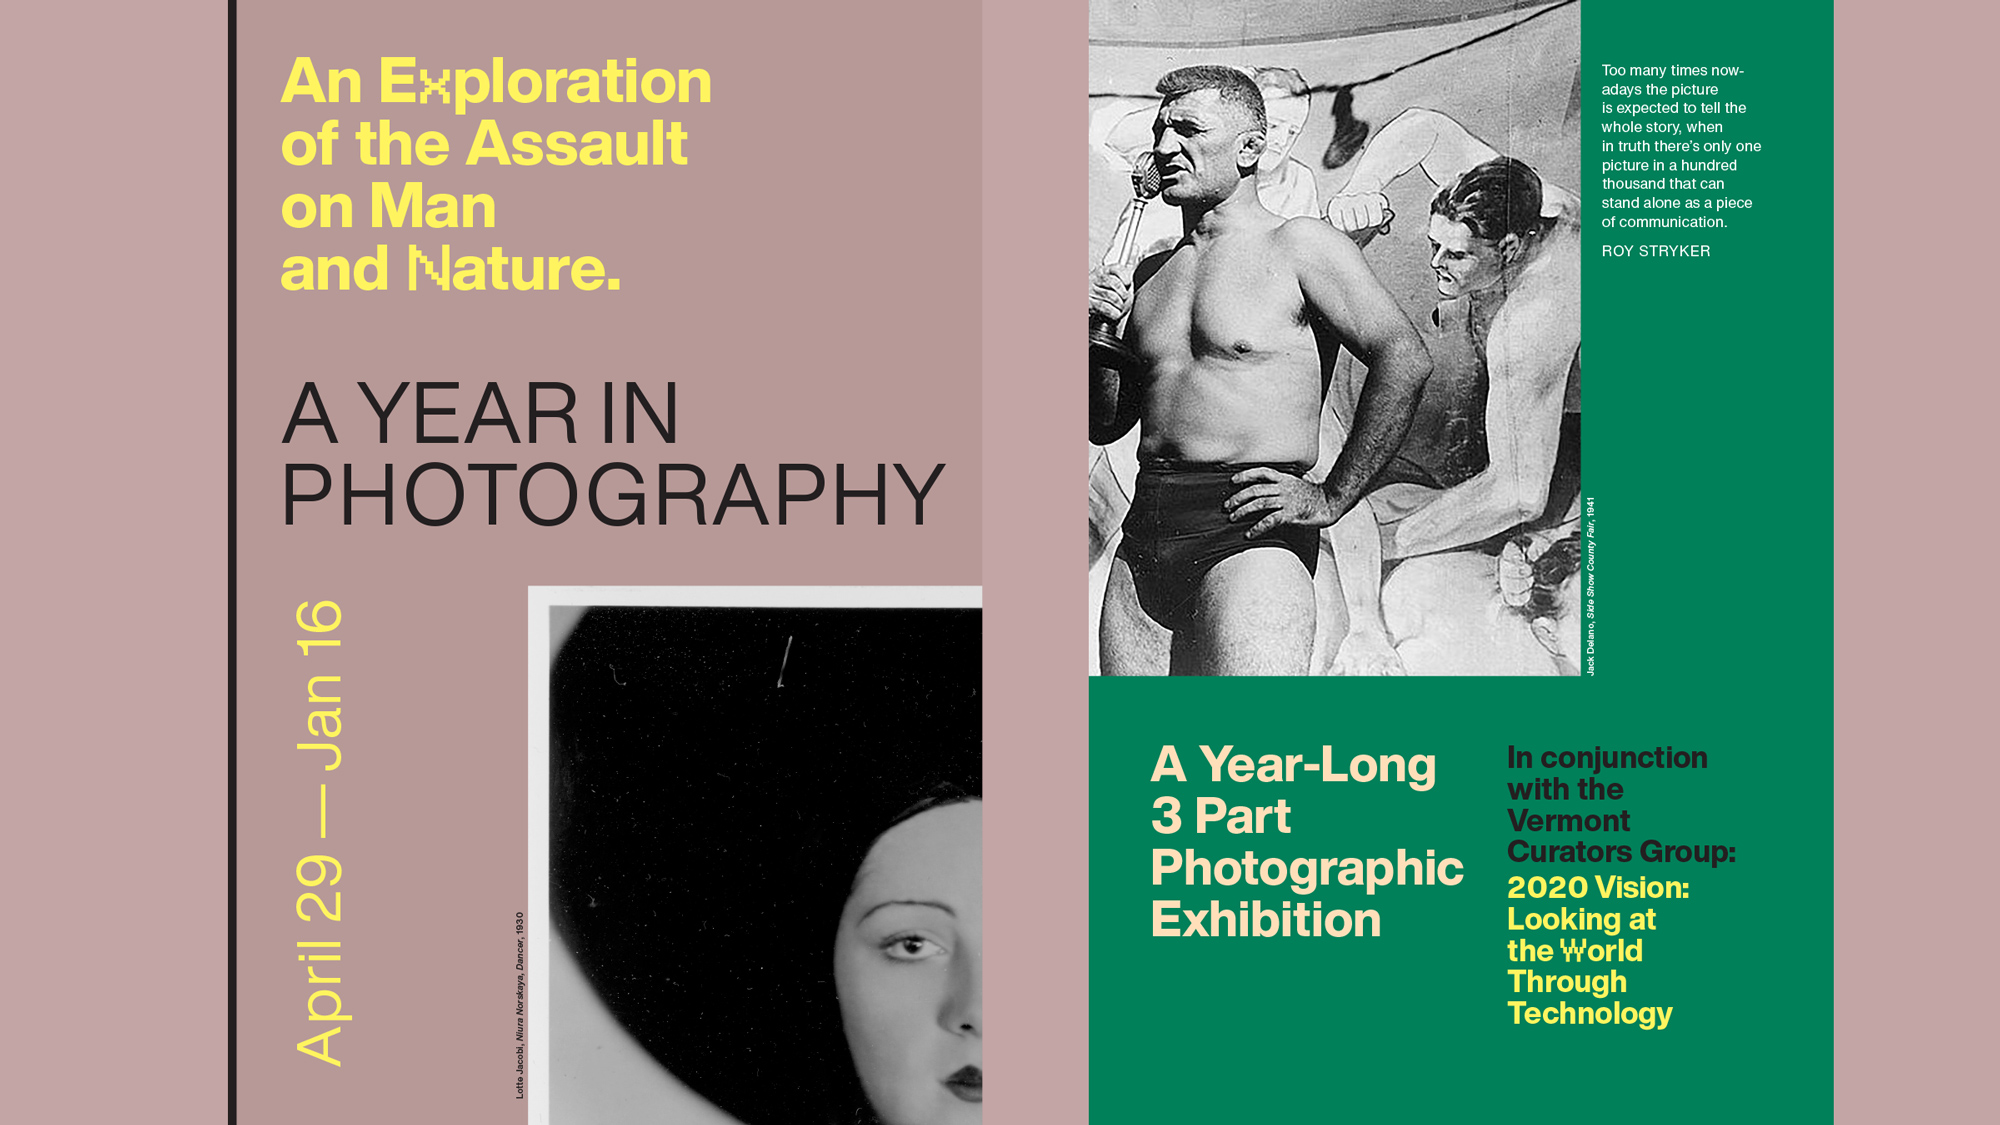 An Exploration
of the Assault
on Man
and Nature.
A YEAR IN
PHOTOGRAPHY
April 29 — Jan 16
Lotte Jacobi, Niura Norskaya, Dancer, 1930
Too many times now-
adays the picture
is expected to tell the
whole story, when
in truth there's only one
picture in a hundred
thousand that can
stand alone as a piece
of communication.
ROY STRYKER
Jack Delano, Side Show County Fair, 1941
A Year-Long
3 Part
Photographic
Exhibition
In conjunction
with the
Vermont
Curators Group:
2020 Vision:
Looking at
the World
Through
Technology